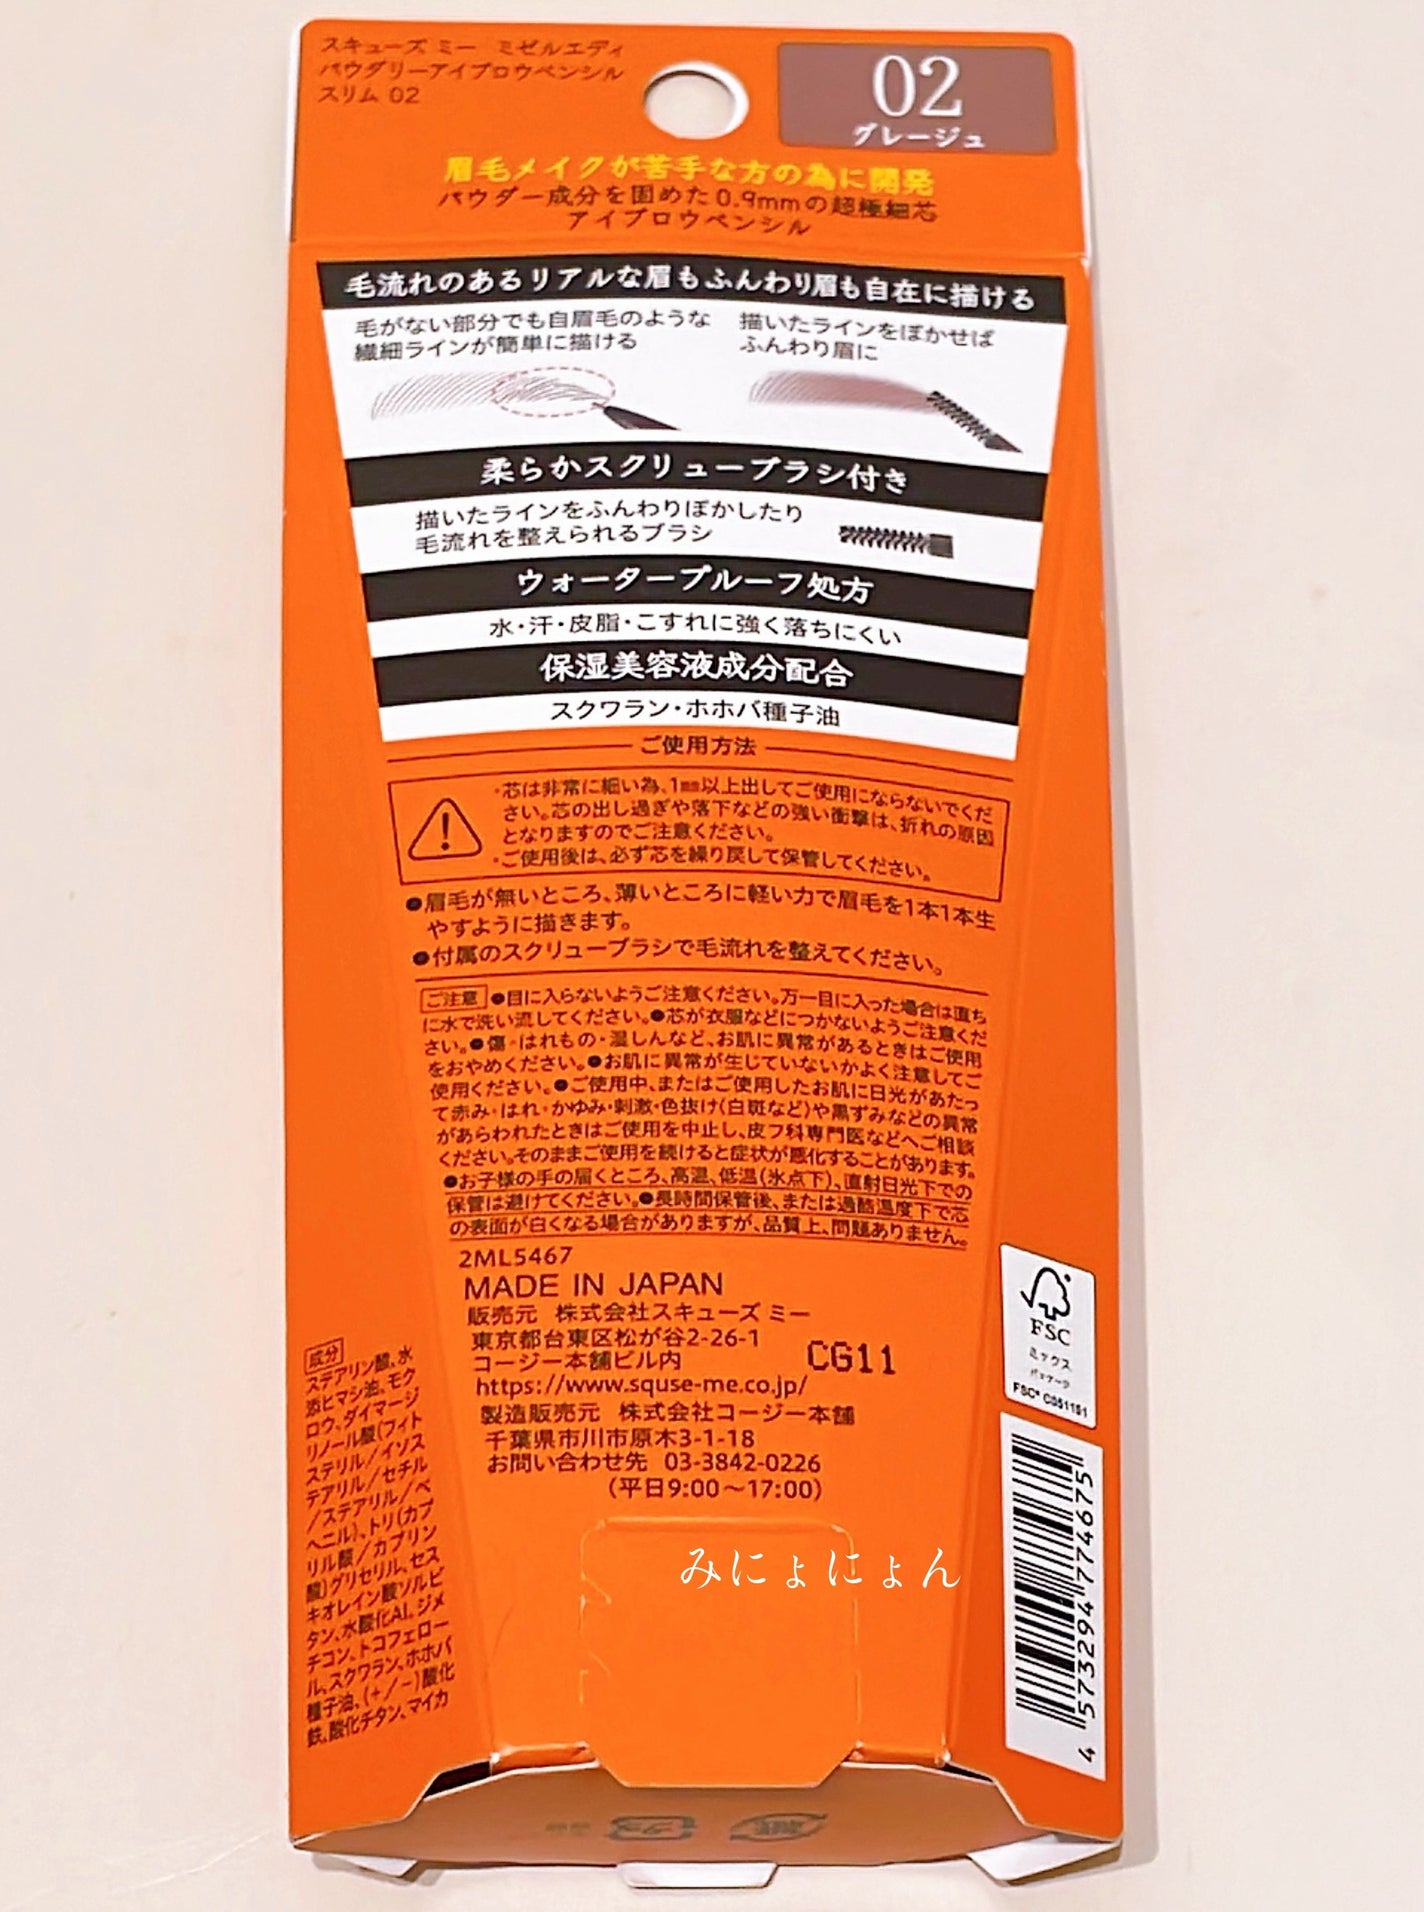 スキューズ ミー ミゼルエディ
パウダリーアイブロウペンシル
スリム 02
02
グレージュ
眉毛メイクが苦手な方の為に開発
パウダー成分を固めた0.9mmの超極細芯
アイブロウペンシル
毛流れのあるリアルな眉もふんわり眉も自在に描ける
毛がない部分でも自眉毛のような
繊細ラインが簡単に描ける
描いたラインをぼかせば
ふんわり眉に
柔らかスクリューブラシ付き
描いたラインをふんわりぼかしたり
毛流れを整えられるブラシ
ウォータープルーフ処方
水・汗・皮脂・こすれに強く落ちにくい
保湿美容液成分配合
スクワラン・ホホバ種子油
ご使用方法
・芯は非常に細い為、1mm以上出してご使用にならないでくだ
さい。芯の出し過ぎや落下などの強い衝撃は、折れの原因
となりますのでご注意ください。
・ご使用後は、必ず芯を繰り戻して保管してください。
●眉毛が無いところ、薄いところに軽い力で眉毛を1本1本生
やすように描きます。
●付属のスクリューブラシで毛流れを整えてください。
ご注意 ●目に入らないようご注意ください。万一目に入った場合は直ち
に水で洗い流してください。●芯が衣服などにつかないようご注意くだ
さい。●傷・はれもの・湿しんなど、お肌に異常があるときはご使用
をおやめください。●お肌に異常が生じていないかよく注意してご
使用ください。●ご使用中、またはご使用したお肌に日光があたっ
て赤み・はれ・かゆみ・刺激・色抜け(白斑など)や黒ずみなどの異常
があらわれたときはご使用を中止し、皮フ科専門医などへご相談
ください。そのままご使用を続けると症状が悪化することがあります。
●お子様の手の届くところ、高温、低温(氷点下)、直射日光下での
保管は避けてください。●長時間保管後、または過酷温度下で芯
の表面が白くなる場合がありますが、品質上、問題ありません。
2ML5467
MADE IN JAPAN
販売元 株式会社スキューズ ミー
東京都台東区松が谷2-26-1
コージー本舗ビル内
CG11
https://www.squse-me.co.jp/
製造販売元 株式会社コージー本舗
千葉県市川市原木3-1-18
お問い合わせ先 03-3842-0226
(平日9:00〜17:00)
成分
ステアリン酸、水
添ヒマシ油、モク
ロウ、ダイマージ
リノール酸(フィト
ステリル/イソス
テアリル/セチル
/ステアリル/ベ
ヘニル)、トリ(カプ
リル酸/カプリン
酸)グリセリル、セス
キオレイン酸ソルビ
タン、水酸化Al、ジメ
チコン、トコフェロー
ル、スクワラン、ホホバ
種子油、(+/−)酸化
鉄、酸化チタン、マイカ
FSC
ミックス
パッケージ
FSC® C051191
4 573294 774675
みにょにょん